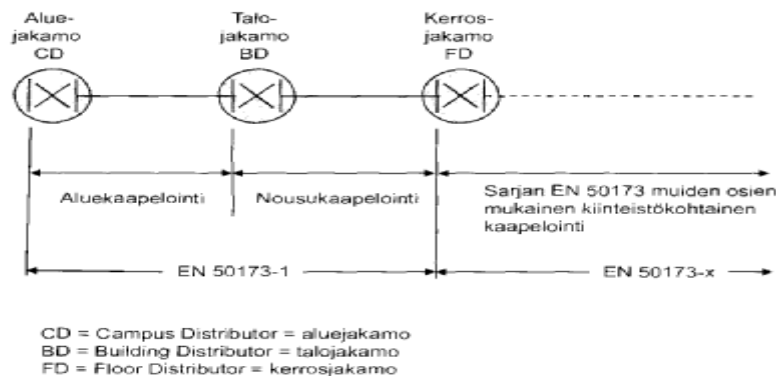 Alue-
jakamo
CD
Talo-
jakamo
BD
Kerros-
jakamo
FD
Aluekaapelointi
Nousukaapelointi
Sarjan EN 50173 muiden osien
mukainen kiinteistökohtainen
kaapelointi
EN 50173-1
EN 50173-x
CD = Campus Distributor = aluejakamo
BD = Building Distributor = talojakamo
FD = Floor Distributor = kerrosjakamo